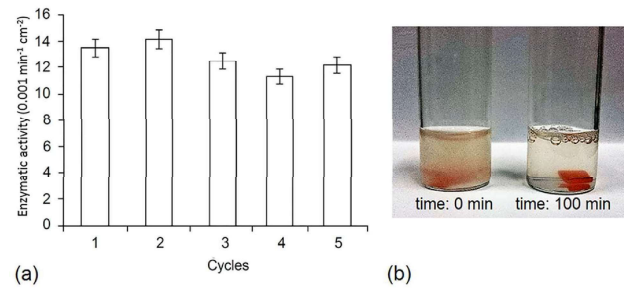 Enzymatic activity (0.001 min⁻¹ cm⁻²)
16
14
12
10
8
6
4
2
0
1 2 3 4 5
Cycles
(a)
time: 0 min time: 100 min
(b)